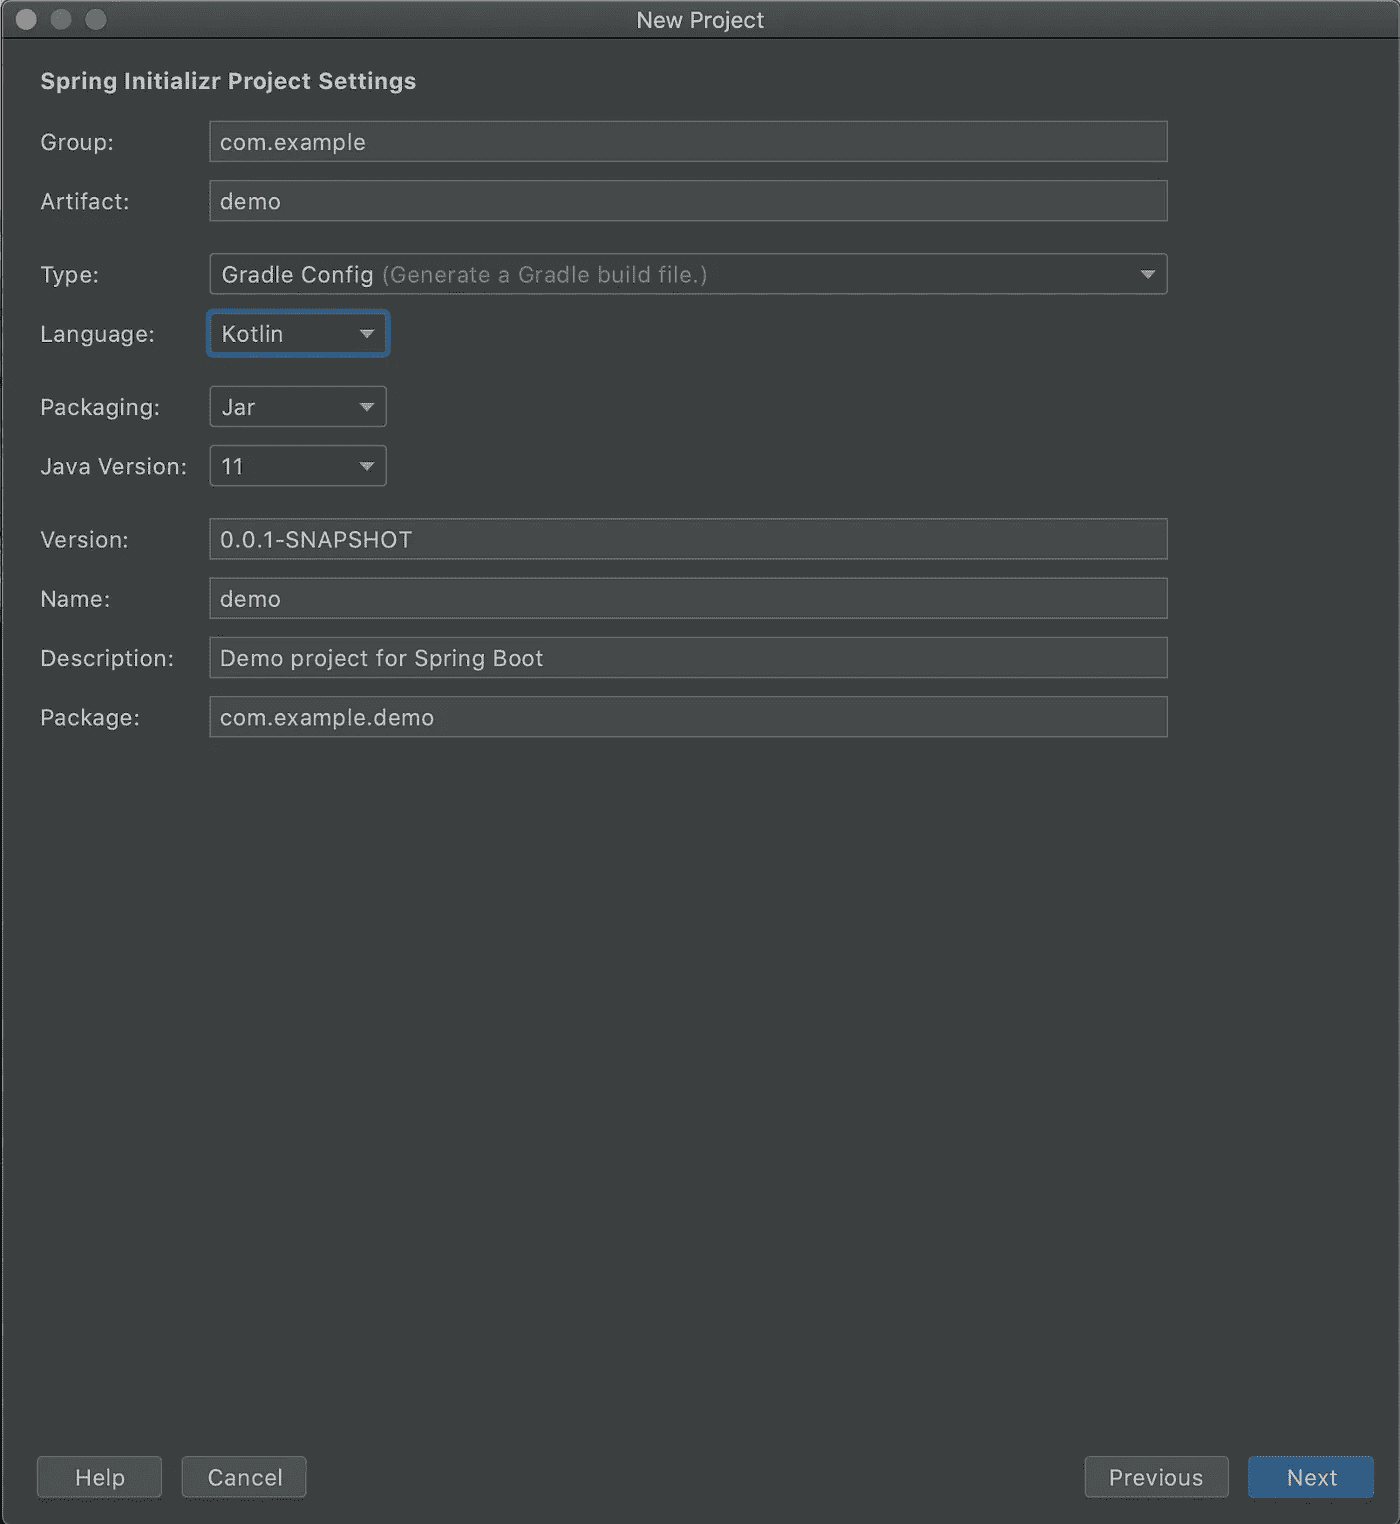 New Project
Spring Initializr Project Settings
Group: com.example
Artifact: demo
Type: Gradle Config (Generate a Gradle build file.)
Language: Kotlin
Packaging: Jar
Java Version: 11
Version: 0.0.1-SNAPSHOT
Name: demo
Description: Demo project for Spring Boot
Package: com.example.demo
Help Cancel Previous Next